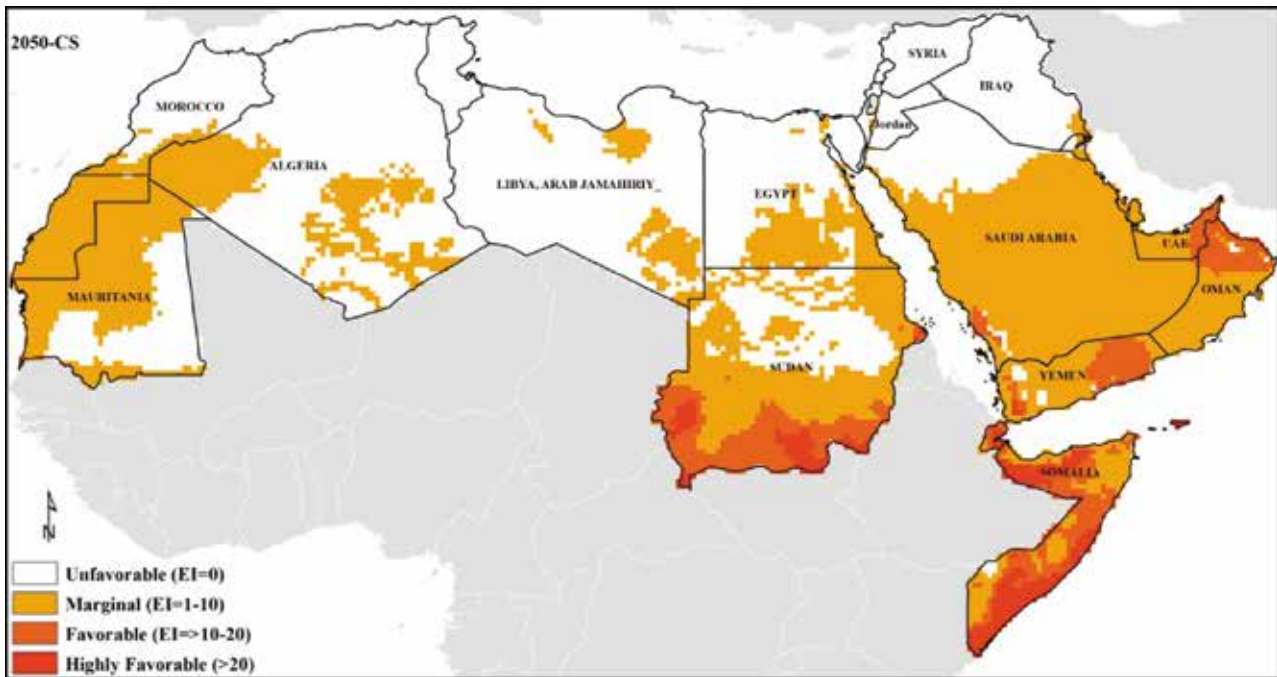 2050-CS
SYRIA
MOROCCO
IRAQ
Jordan
ALGERIA
LIBYA, ARAB JAMAHIRIY_
EGYPT
SAUDI ARABIA
UAE
MAURITANIA
OMAN
SUDAN
YEMEN
SOMALIA
N
Unfavorable (EI=0)
Marginal (EI=1-10)
Favorable (EI=>10-20)
Highly Favorable (>20)